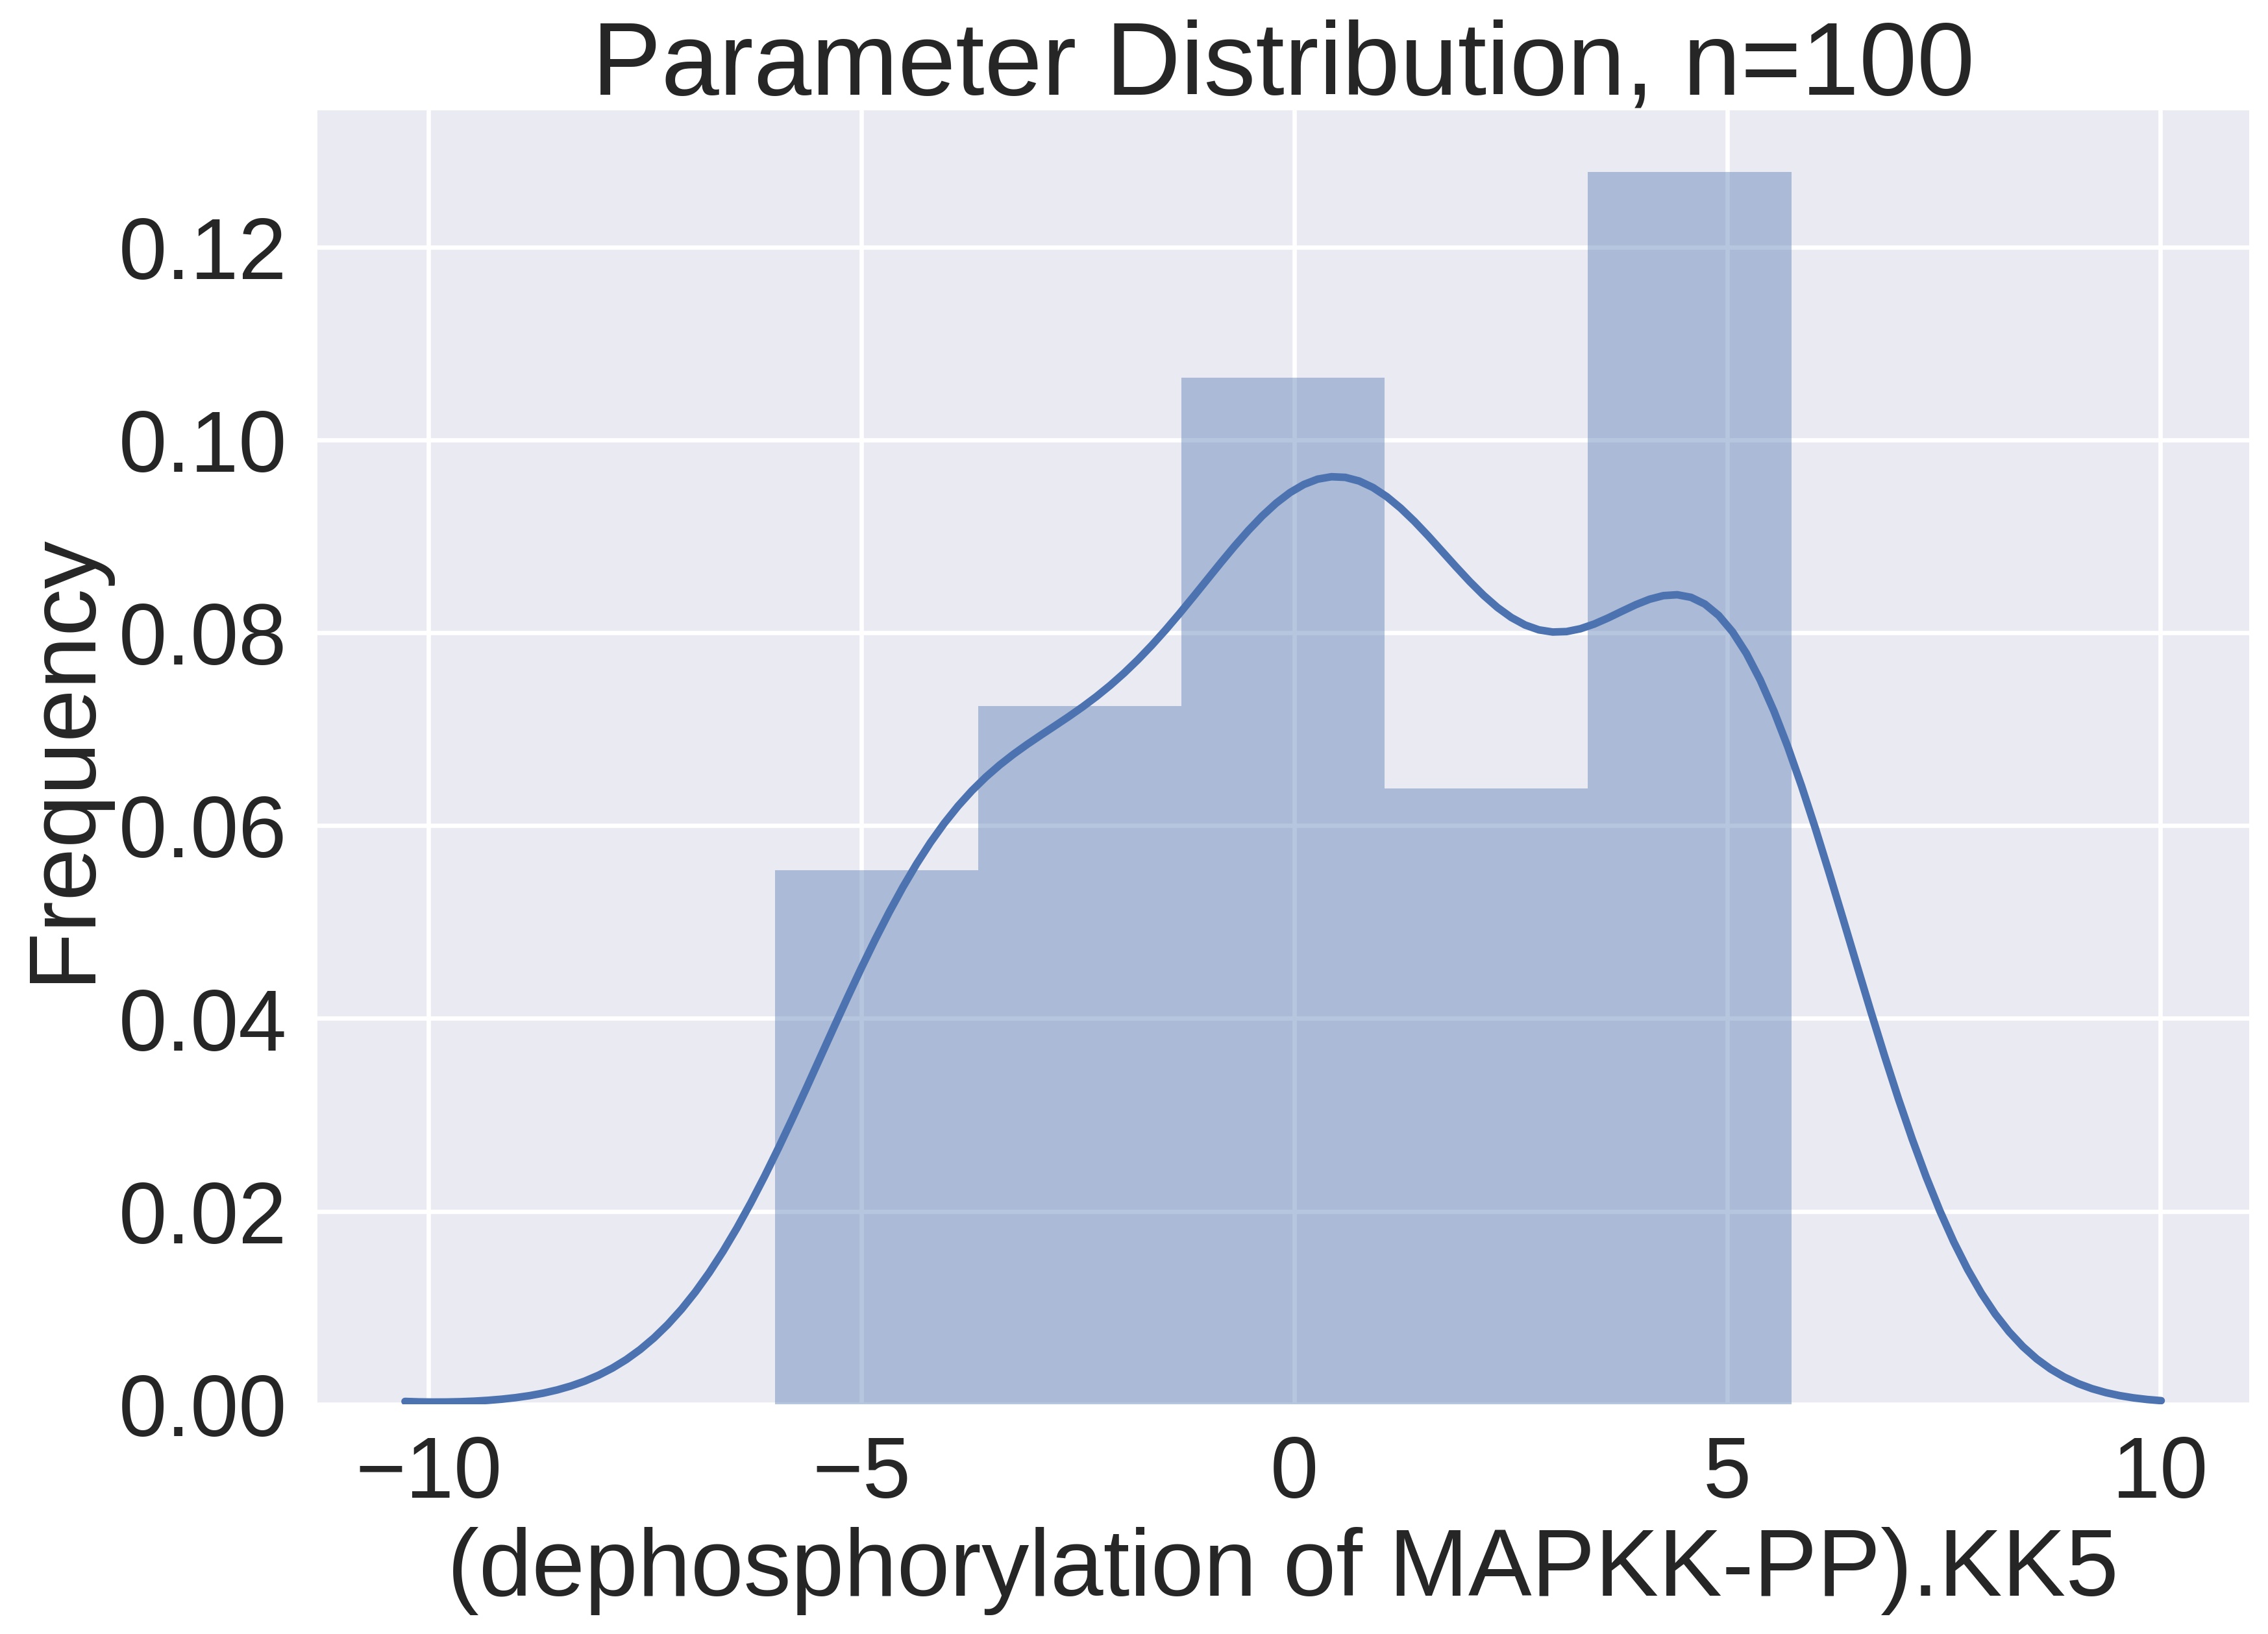 Parameter Distribution, n=100
Frequency
0.12
0.10
0.08
0.06
0.04
0.02
0.00
−10 −5 0 5 10
(dephosphorylation of MAPKK-PP).KK5